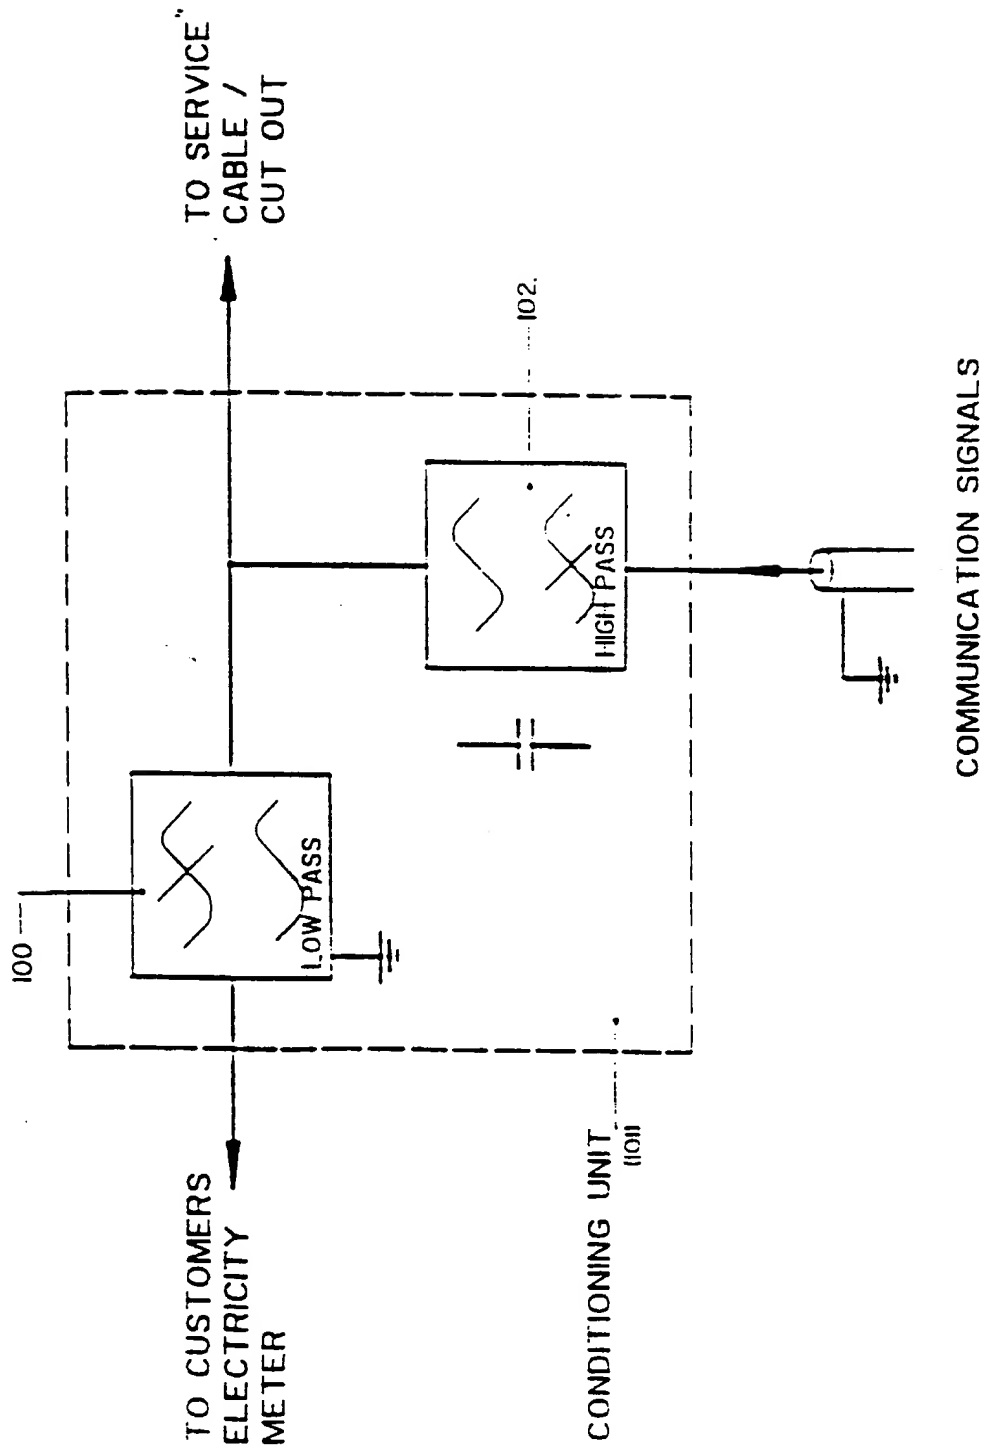 TO SERVICE"
CABLE /
CUT OUT
100
LOW PASS
102.
HIGH PASS
TO CUSTOMERS
ELECTRICITY
METER
CONDITIONING UNIT
COMMUNICATION SIGNALS